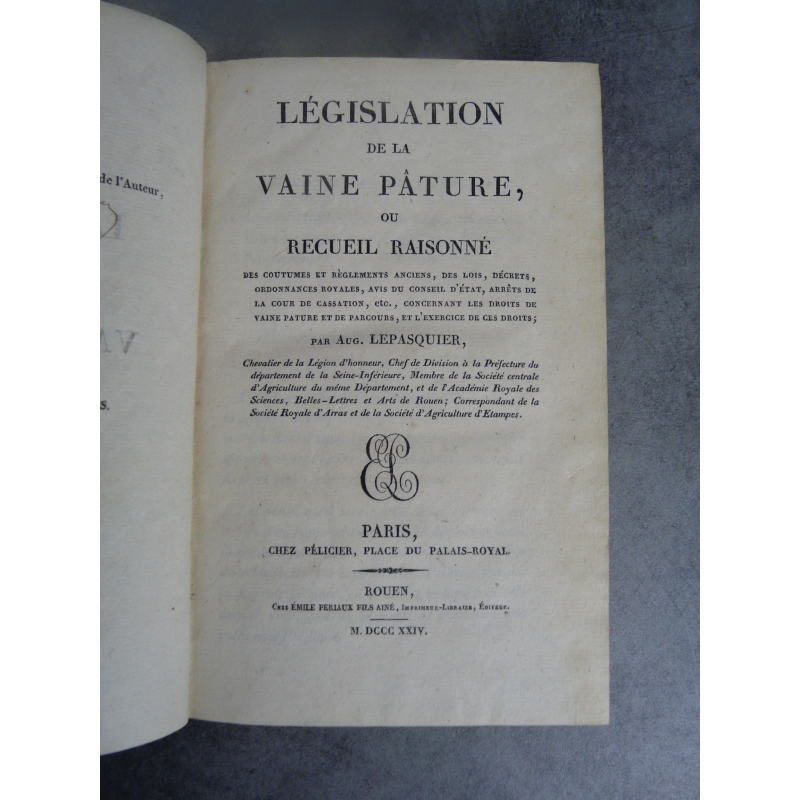 de l'Auteur,
LÉGISLATION
DE LA
VAINE PÂTURE,
OU
RECUEIL RAISONNÉ
DES COUTUMES ET RÈGLEMENTS ANCIENS, DES LOIS, DÉCRETS,
ORDONNANCES ROYALES, AVIS DU CONSEIL D'ÉTAT, ARRÊTS DE
LA COUR DE CASSATION, etc., CONCERNANT LES DROITS DE
VAINE PATURE ET DE PARCOURS, ET L'EXERCICE DE CES DROITS;
PAR AUG. LEPASQUIER,
Chevalier de la Légion d'honneur, Chef de Division à la Préfecture du
département de la Seine-Inférieure, Membre de la Société centrale
d'Agriculture du même Département, et de l'Académie Royale des
Sciences, Belles-Lettres et Arts de Rouen; Correspondant de la
Société Royale d'Arras et de la Société d'Agriculture d'Etampes.
PARIS,
CHEZ PÉLICIER, PLACE DU PALAIS-ROYAL.
ROUEN,
CHEZ ÉMILE PERIAUX FILS AINÉ, IMPRIMEUR-LIBRAIRE, ÉDITEUR.
M. DCCC XXIV.